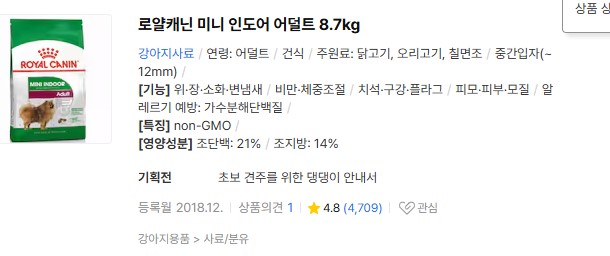 상품 상
로얄캐닌 미니 인도어 어덜트 8.7kg
강아지사료 / 연령: 어덜트 / 건식 / 주원료: 닭고기, 오리고기, 칠면조 / 중간입자(~
12mm) /
[기능] 위·장·소화·변냄새 / 비만·체중조절 / 치석·구강·플라그 / 피모·피부·모질 / 알
레르기 예방: 가수분해단백질 /
[특징] non-GMO /
[영양성분] 조단백: 21% / 조지방: 14%
기획전 초보 견주를 위한 댕댕이 안내서
등록월 2018.12. 상품의견 1 4.8 (4,709) 관심
강아지용품 > 사료/분유
ROYAL CANIN
MINI INDOOR
Adult